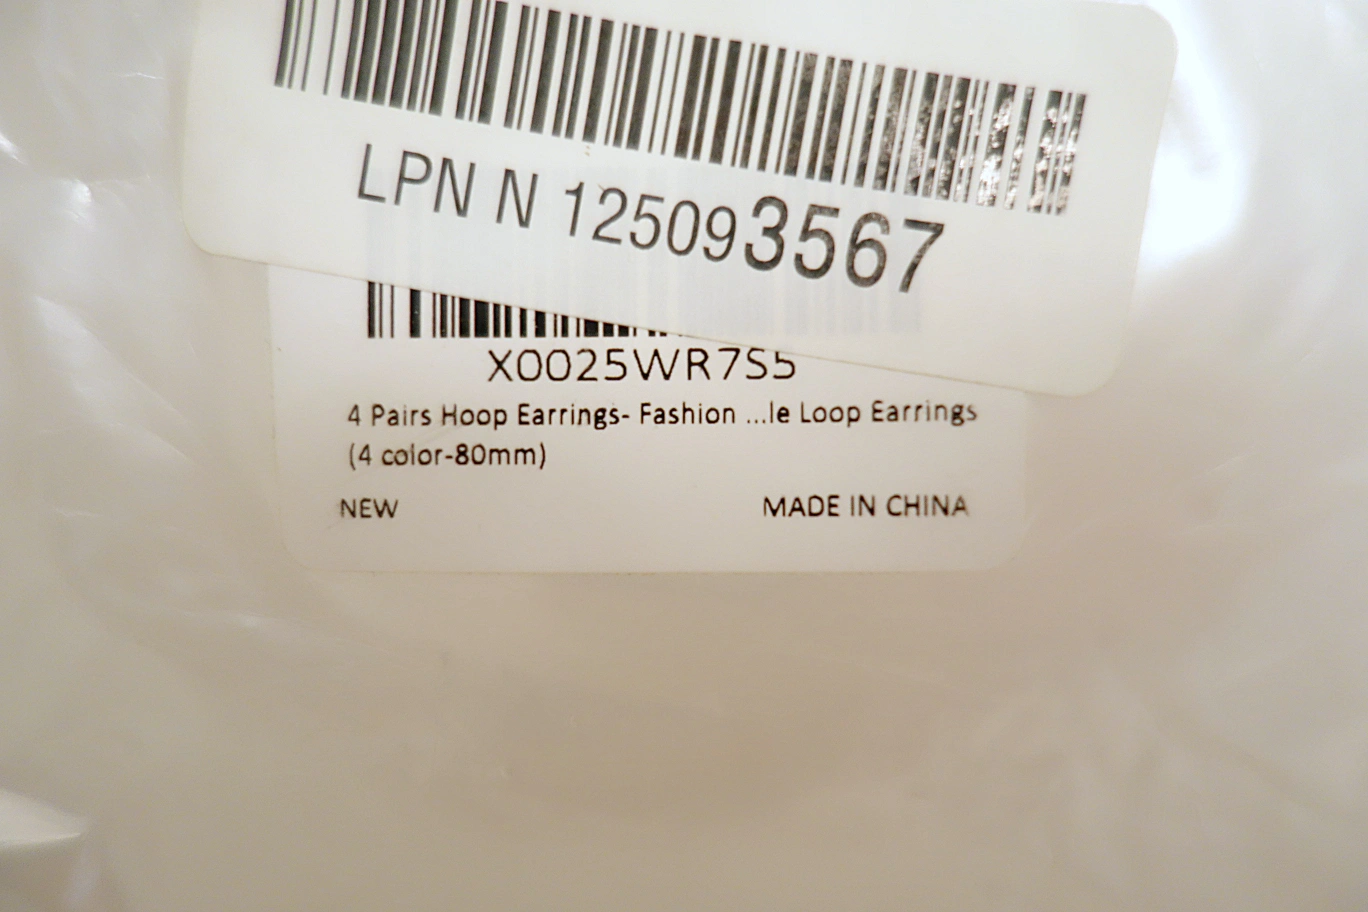 LPN N 125093567
X0025WR7S5
4 Pairs Hoop Earrings- Fashion ...le Loop Earrings
(4 color-80mm)
NEW
MADE IN CHINA